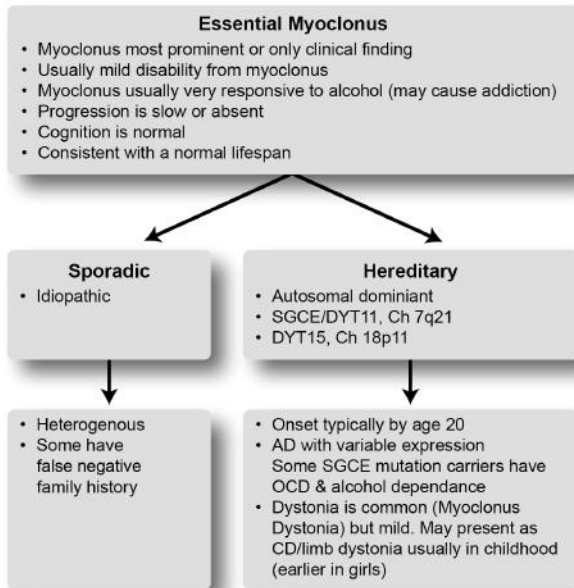 Essential Myoclonus
• Myoclonus most prominent or only clinical finding
• Usually mild disability from myoclonus
• Myoclonus usually very responsive to alcohol (may cause addiction)
• Progression is slow or absent
• Cognition is normal
• Consistent with a normal lifespan
Sporadic
• Idiopathic
Hereditary
• Autosomal dominiant
• SGCE/DYT11, Ch 7q21
• DYT15, Ch 18p11
• Heterogenous
• Some have
false negative
family history
• Onset typically by age 20
• AD with variable expression
Some SGCE mutation carriers have
OCD & alcohol dependance
• Dystonia is common (Myoclonus
Dystonia) but mild. May present as
CD/limb dystonia usually in childhood
(earlier in girls)